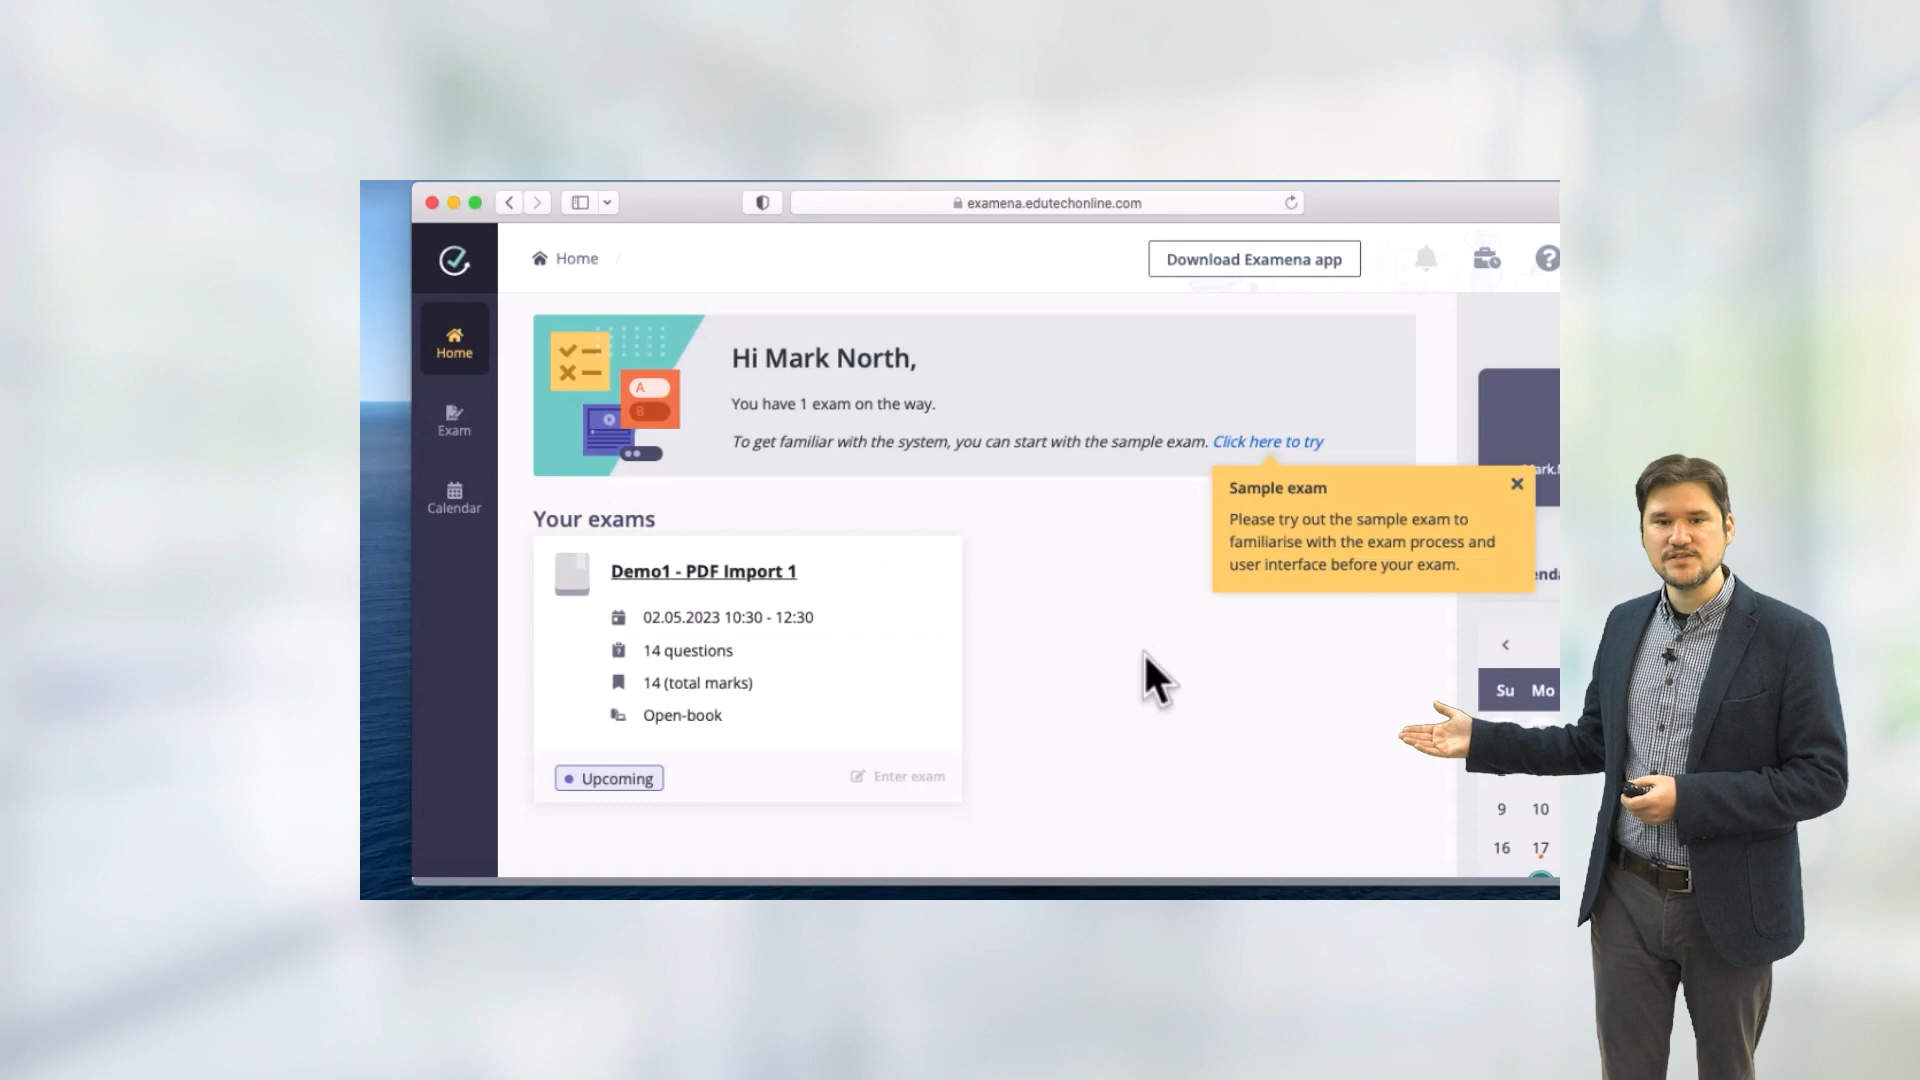 examena.edutechonline.com
Home /
Download Examena app
Home
Exam
Calendar
A
B
Hi Mark North,
You have 1 exam on the way.
To get familiar with the system, you can start with the sample exam. Click here to try
Sample exam
Please try out the sample exam to
familiarise with the exam process and
user interface before your exam.
Your exams
Demo1 - PDF Import 1
02.05.2023 10:30 - 12:30
14 questions
14 (total marks)
Open-book
Upcoming
Enter exam
Su Mo
9 10
16 17